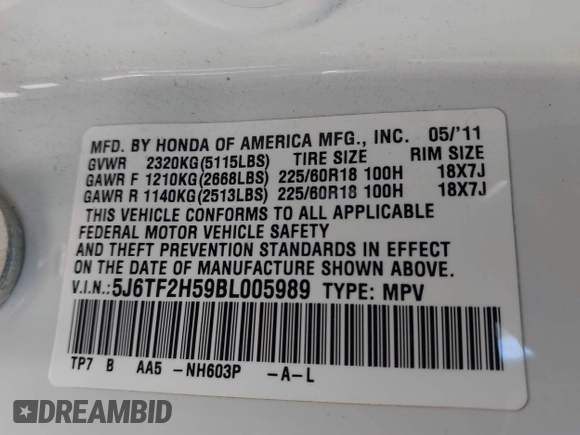 MFD. BY HONDA OF AMERICA MFG., INC. 05/'11
GVWR 2320KG(5115LBS) TIRE SIZE RIM SIZE
GAWR F 1210KG(2668LBS) 225/60R18 100H 18X7J
GAWR R 1140KG(2513LBS) 225/60R18 100H 18X7J
THIS VEHICLE CONFORMS TO ALL APPLICABLE
FEDERAL MOTOR VEHICLE SAFETY
AND THEFT PREVENTION STANDARDS IN EFFECT
ON THE DATE OF MANUFACTURE SHOWN ABOVE.
V.I.N.:5J6TF2H59BL005989 TYPE: MPV
TP7 B AA5 -NH603P -A-L
DREAMBID